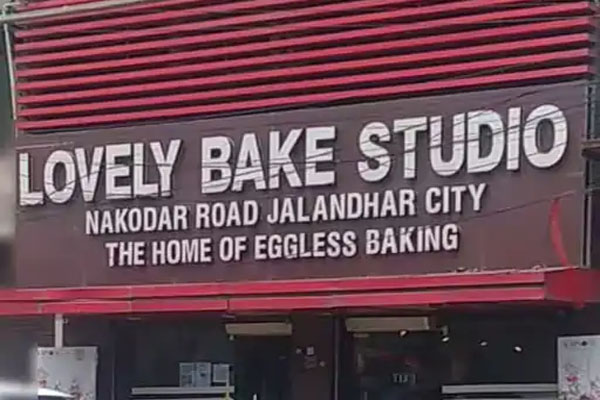 LOVELY BAKE STUDIO
NAKODAR ROAD JALANDHAR CITY
THE HOME OF EGGLESS BAKING